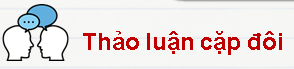 Thảo luận cặp đôi